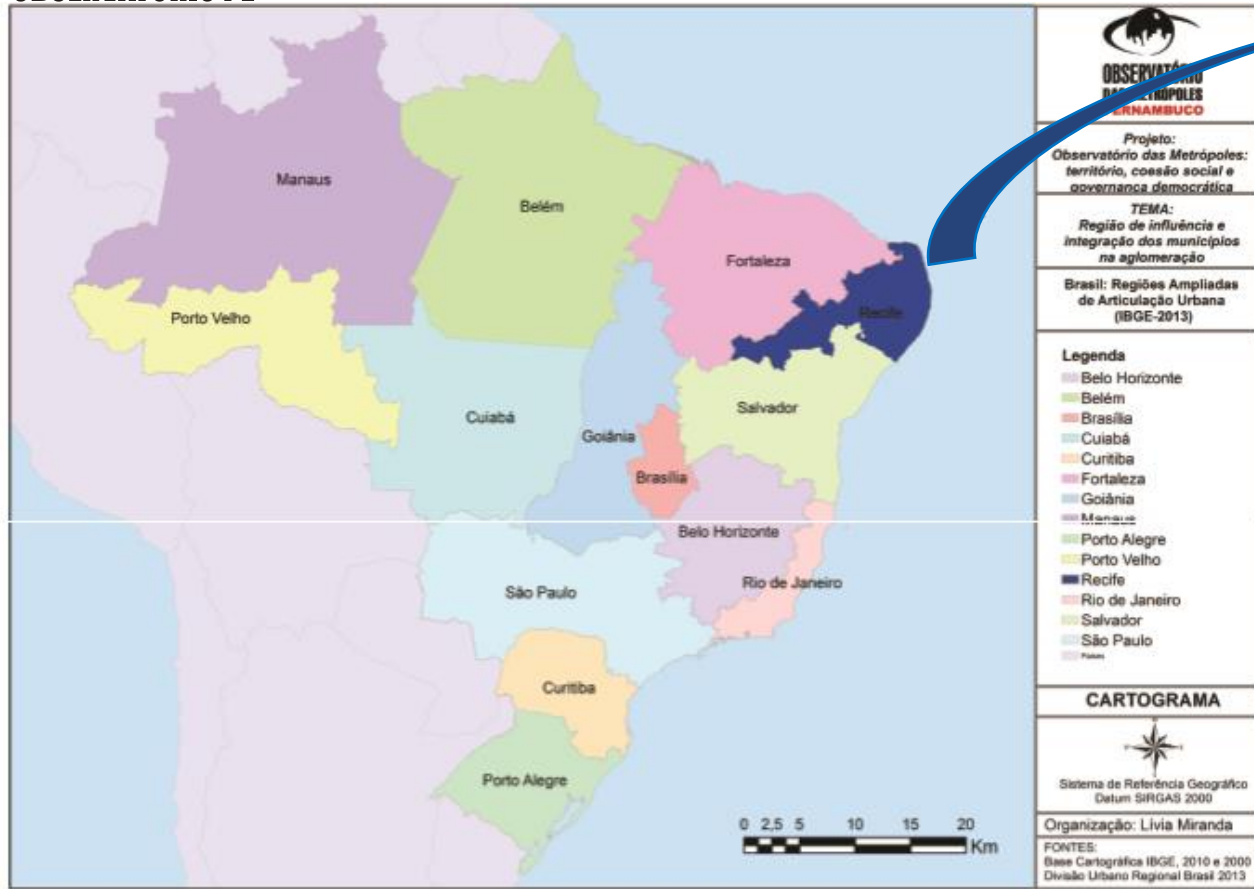 Manaus
Belém
Fortaleza
Porto Velho
Recife
Cuiabá
Goiânia
Salvador
Brasília
Belo Horizonte
Rio de Janeiro
São Paulo
Curitiba
Porto Alegre
0 2,5 5 10 15 20
Km
OBSERVATÓRIO
DAS METRÓPOLES
PERNAMBUCO
Projeto:
Observatório das Metrópoles:
território, coesão social e
governança democrática
TEMA:
Região de influência e
integração dos municípios
na aglomeração
Brasil: Regiões Ampliadas
de Articulação Urbana
(IBGE-2013)
Legenda
Belo Horizonte
Belém
Brasília
Cuiabá
Curitiba
Fortaleza
Goiânia
Manaus
Porto Alegre
Porto Velho
Recife
Rio de Janeiro
Salvador
São Paulo
CARTOGRAMA
Sistema de Referência Geográfico
Datum SIRGAS 2000
Organização: Lívia Miranda
FONTES:
Base Cartográfica IBGE, 2010 e 2000
Divisão Urbano Regional Brasil 2013